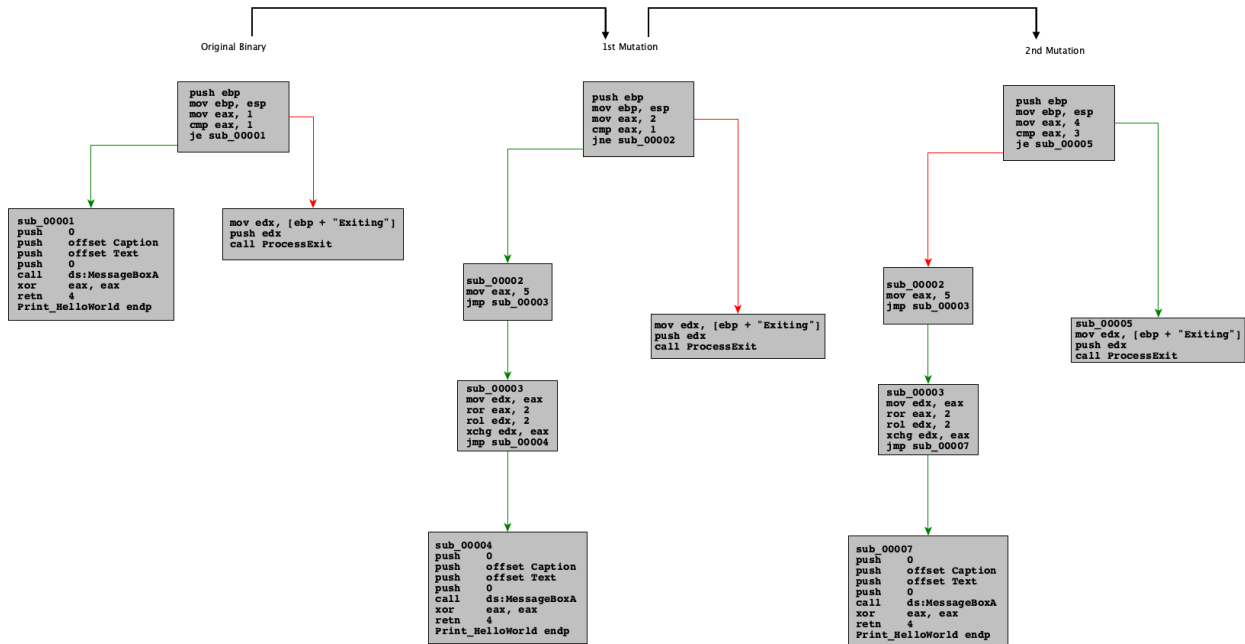 Original Binary
push ebp
mov ebp, esp
mov eax, 1
cmp eax, 1
je sub_00001
sub_00001
push 0
push offset Caption
push offset Text
push 0
call ds:MessageBoxA
xor eax, eax
retn 4
Print_HelloWorld endp
mov edx, [ebp + "Exiting"]
push edx
call ProcessExit
1st Mutation
push ebp
mov ebp, esp
mov eax, 2
cmp eax, 1
jne sub_00002
sub_00002
mov eax, 5
jmp sub_00003
mov edx, [ebp + "Exiting"]
push edx
call ProcessExit
sub_00003
mov edx, eax
ror eax, 2
rol edx, 2
xchg edx, eax
jmp sub_00004
sub_00004
push 0
push offset Caption
push offset Text
push 0
call ds:MessageBoxA
xor eax, eax
retn 4
Print_HelloWorld endp
2nd Mutation
push ebp
mov ebp, esp
mov eax, 4
cmp eax, 3
je sub_00005
sub_00002
mov eax, 5
jmp sub_00003
sub_00005
mov edx, [ebp + "Exiting"]
push edx
call ProcessExit
sub_00003
mov edx, eax
ror eax, 2
rol edx, 2
xchg edx, eax
jmp sub_00007
sub_00007
push 0
push offset Caption
push offset Text
push 0
call ds:MessageBoxA
xor eax, eax
retn 4
Print_HelloWorld endp